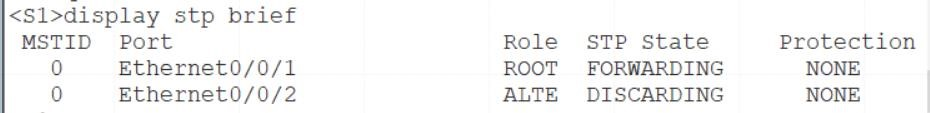 <S1>display stp brief
MSTID Port Role STP State Protection
0 Ethernet0/0/1 ROOT FORWARDING NONE
0 Ethernet0/0/2 ALTE DISCARDING NONE